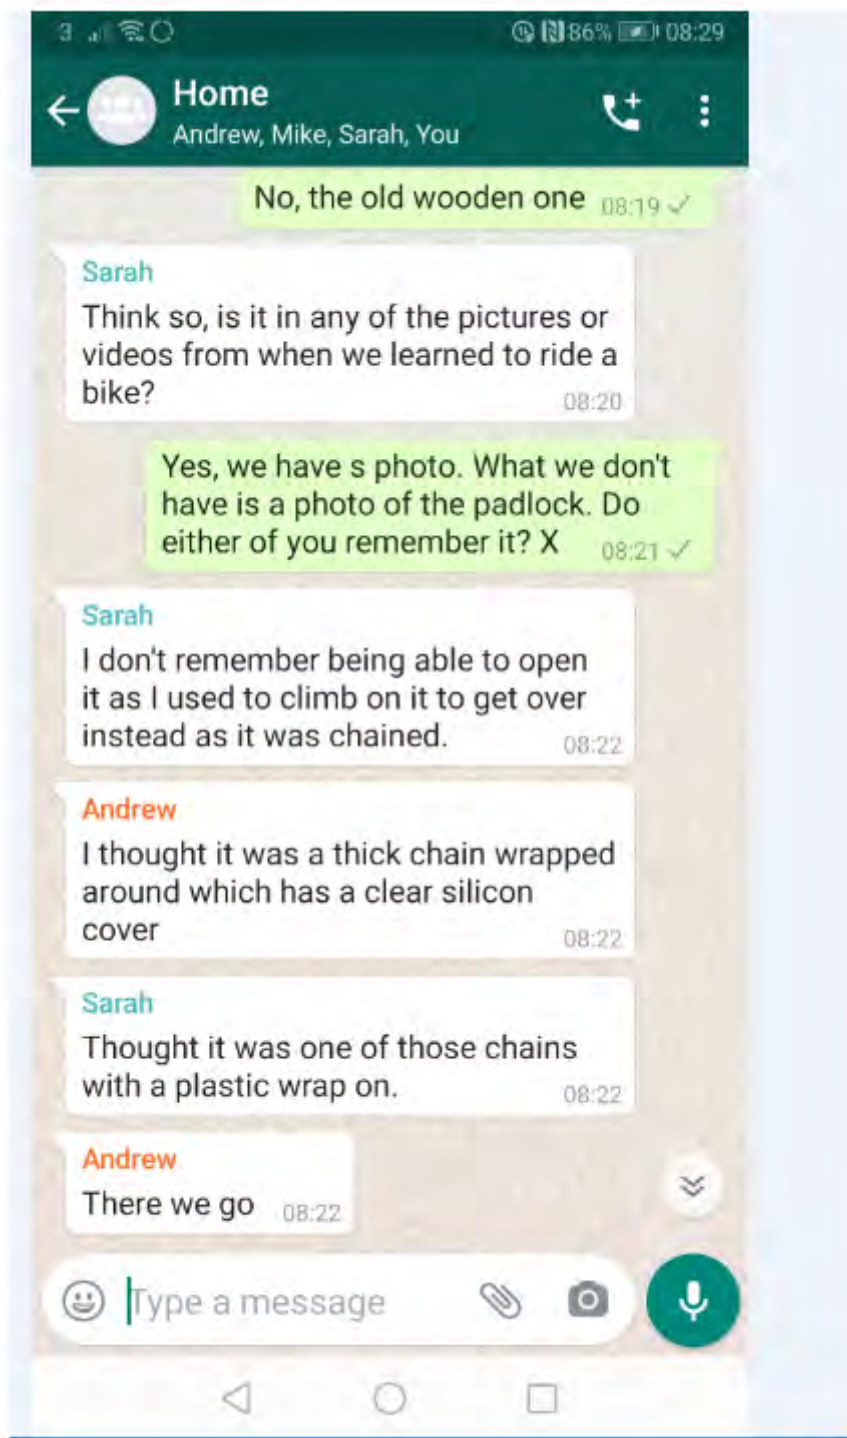 3 86% 08:29
Home
Andrew, Mike, Sarah, You
No, the old wooden one 08:19
Sarah
Think so, is it in any of the pictures or
videos from when we learned to ride a
bike? 08:20
Yes, we have s photo. What we don't
have is a photo of the padlock. Do
either of you remember it? X 08:21
Sarah
I don't remember being able to open
it as I used to climb on it to get over
instead as it was chained. 08:22
Andrew
I thought it was a thick chain wrapped
around which has a clear silicon
cover 08:22
Sarah
Thought it was one of those chains
with a plastic wrap on. 08:22
Andrew
There we go 08:22
Type a message